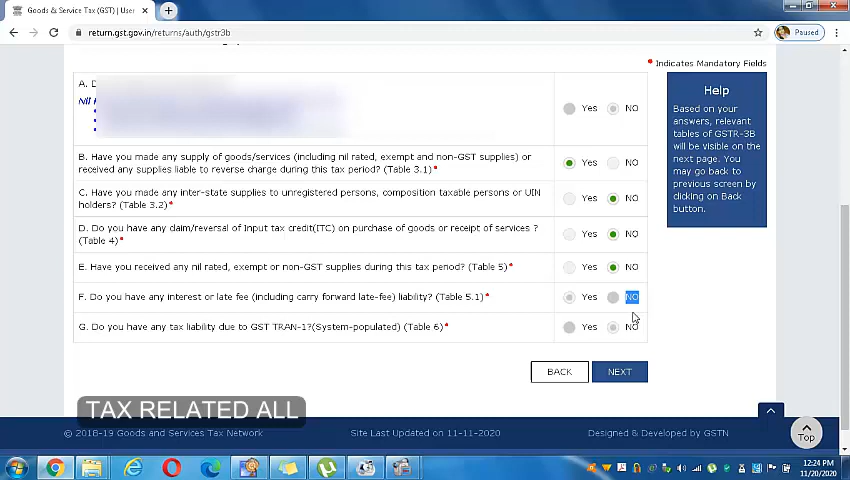 Goods & Service Tax (GST) | User
return.gst.gov.in/returns/auth/gstr3b
Paused
* Indicates Mandatory Fields
A. D
Nil
Yes NO
B. Have you made any supply of goods/services (including nil rated, exempt and non-GST supplies) or
received any supplies liable to reverse charge during this tax period? (Table 3.1)*
Yes NO
C. Have you made any inter-state supplies to unregistered persons, composition taxable persons or UIN
holders? (Table 3.2)*
Yes NO
D. Do you have any claim/reversal of Input tax credit(ITC) on purchase of goods or receipt of services ?
(Table 4)*
Yes NO
E. Have you received any nil rated, exempt or non-GST supplies during this tax period? (Table 5)*
Yes NO
F. Do you have any interest or late fee (including carry forward late-fee) liability? (Table 5.1)*
Yes NO
G. Do you have any tax liability due to GST TRAN-1?(System-populated) (Table 6)*
Yes NO
Help
Based on your
answers, relevant
tables of GSTR-3B
will be visible on
the next page. You
may go back to
previous screen by
clicking on Back
button.
BACK NEXT
TAX RELATED ALL
© 2018-19 Goods and Services Tax Network
Site Last Updated on 11-11-2020
Designed & Developed by GSTN
Top
12:24 PM
11/20/2020